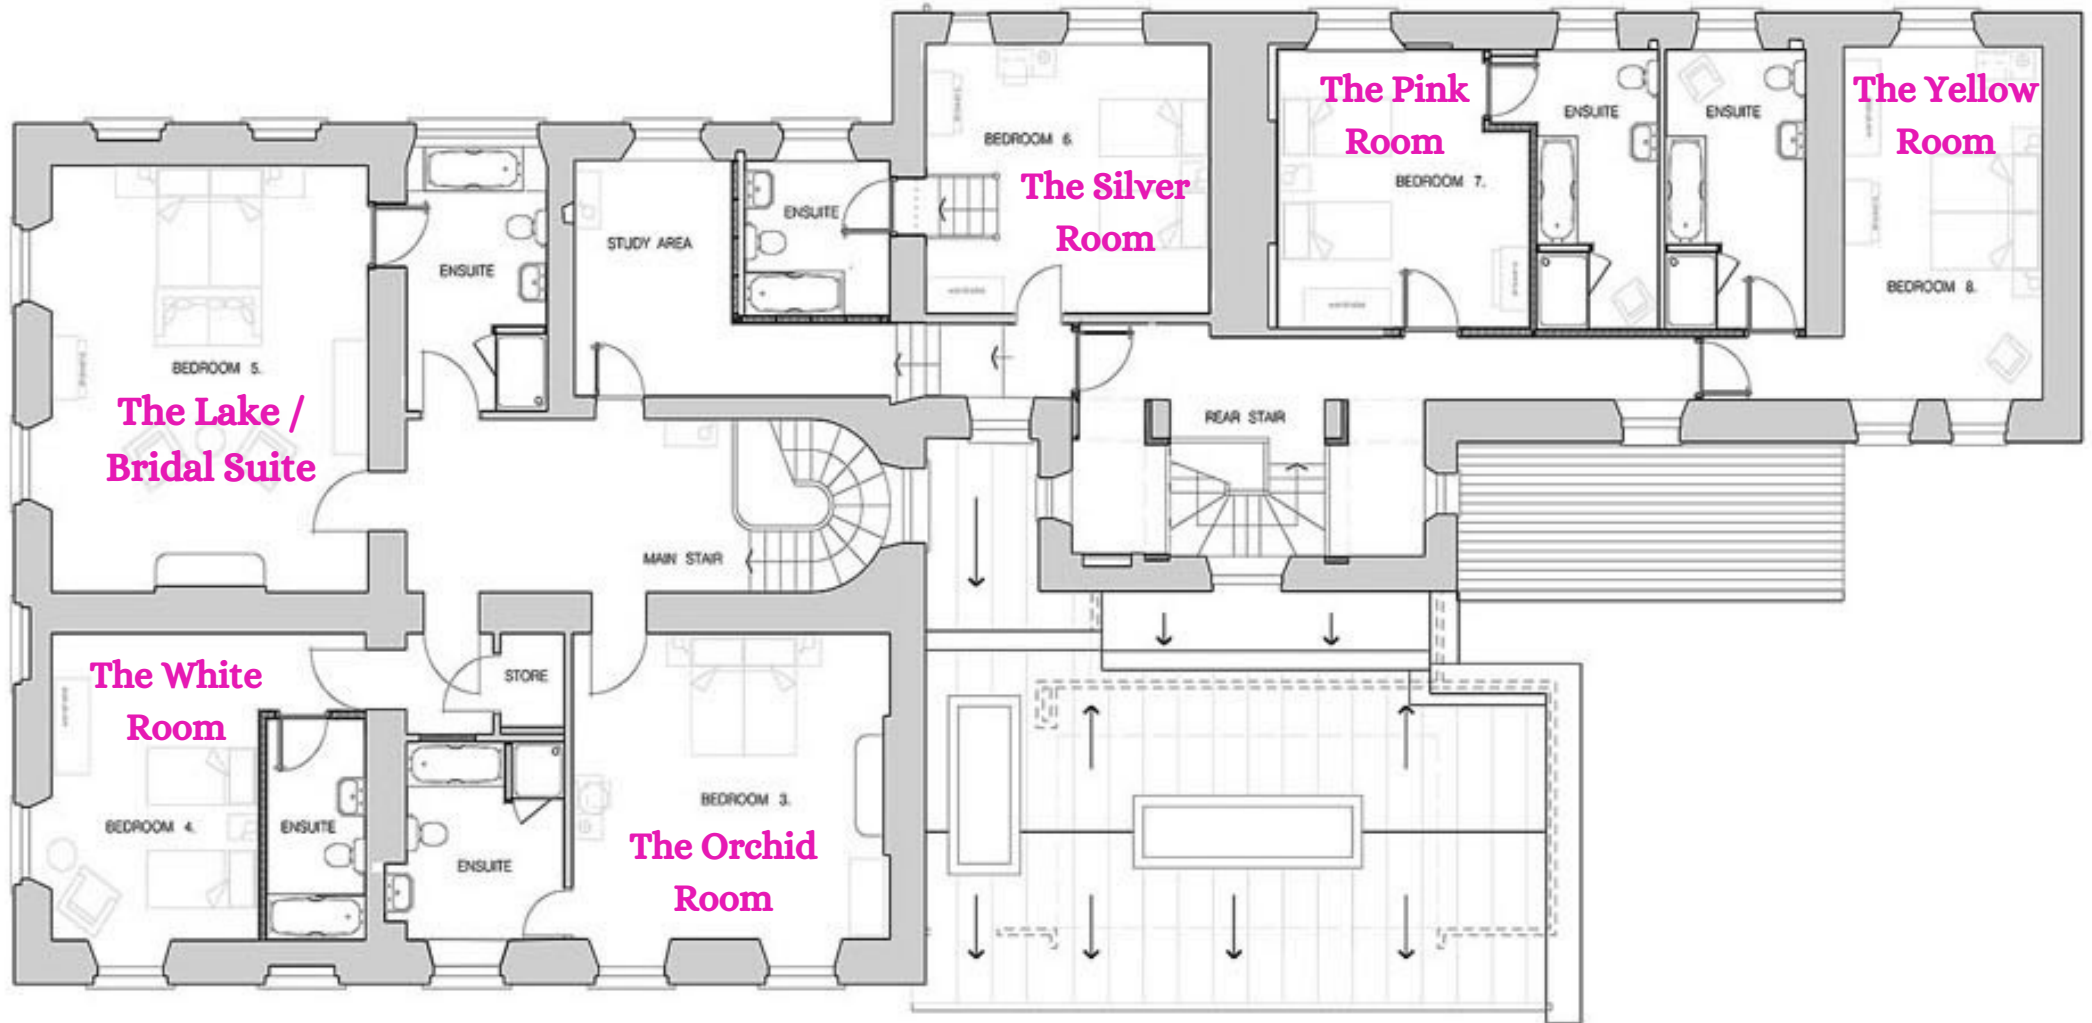 The Pink
Room
ENSUITE
ENSUITE
The Yellow
Room
BEDROOM 6.
The Silver
Room
BEDROOM 7.
BEDROOM 8.
ENSUITE
STUDY AREA
ENSUITE
BEDROOM 5.
The Lake /
Bridal Suite
REAR STAIR
MAIN STAIR
STORE
The White
Room
BEDROOM 4.
ENSUITE
ENSUITE
BEDROOM 3.
The Orchid
Room
wardrobe
wardrobe